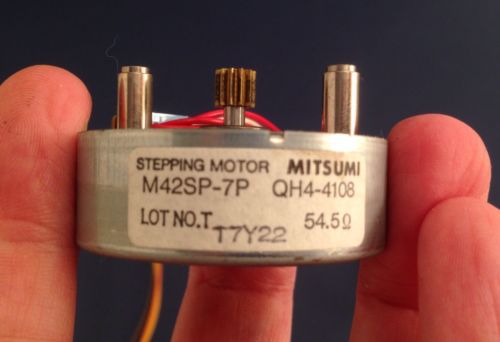 STEPPING MOTOR MITSUMI
M42SP-7P QH4-4108
LOT NO.T 54.5Ω
T7Y22